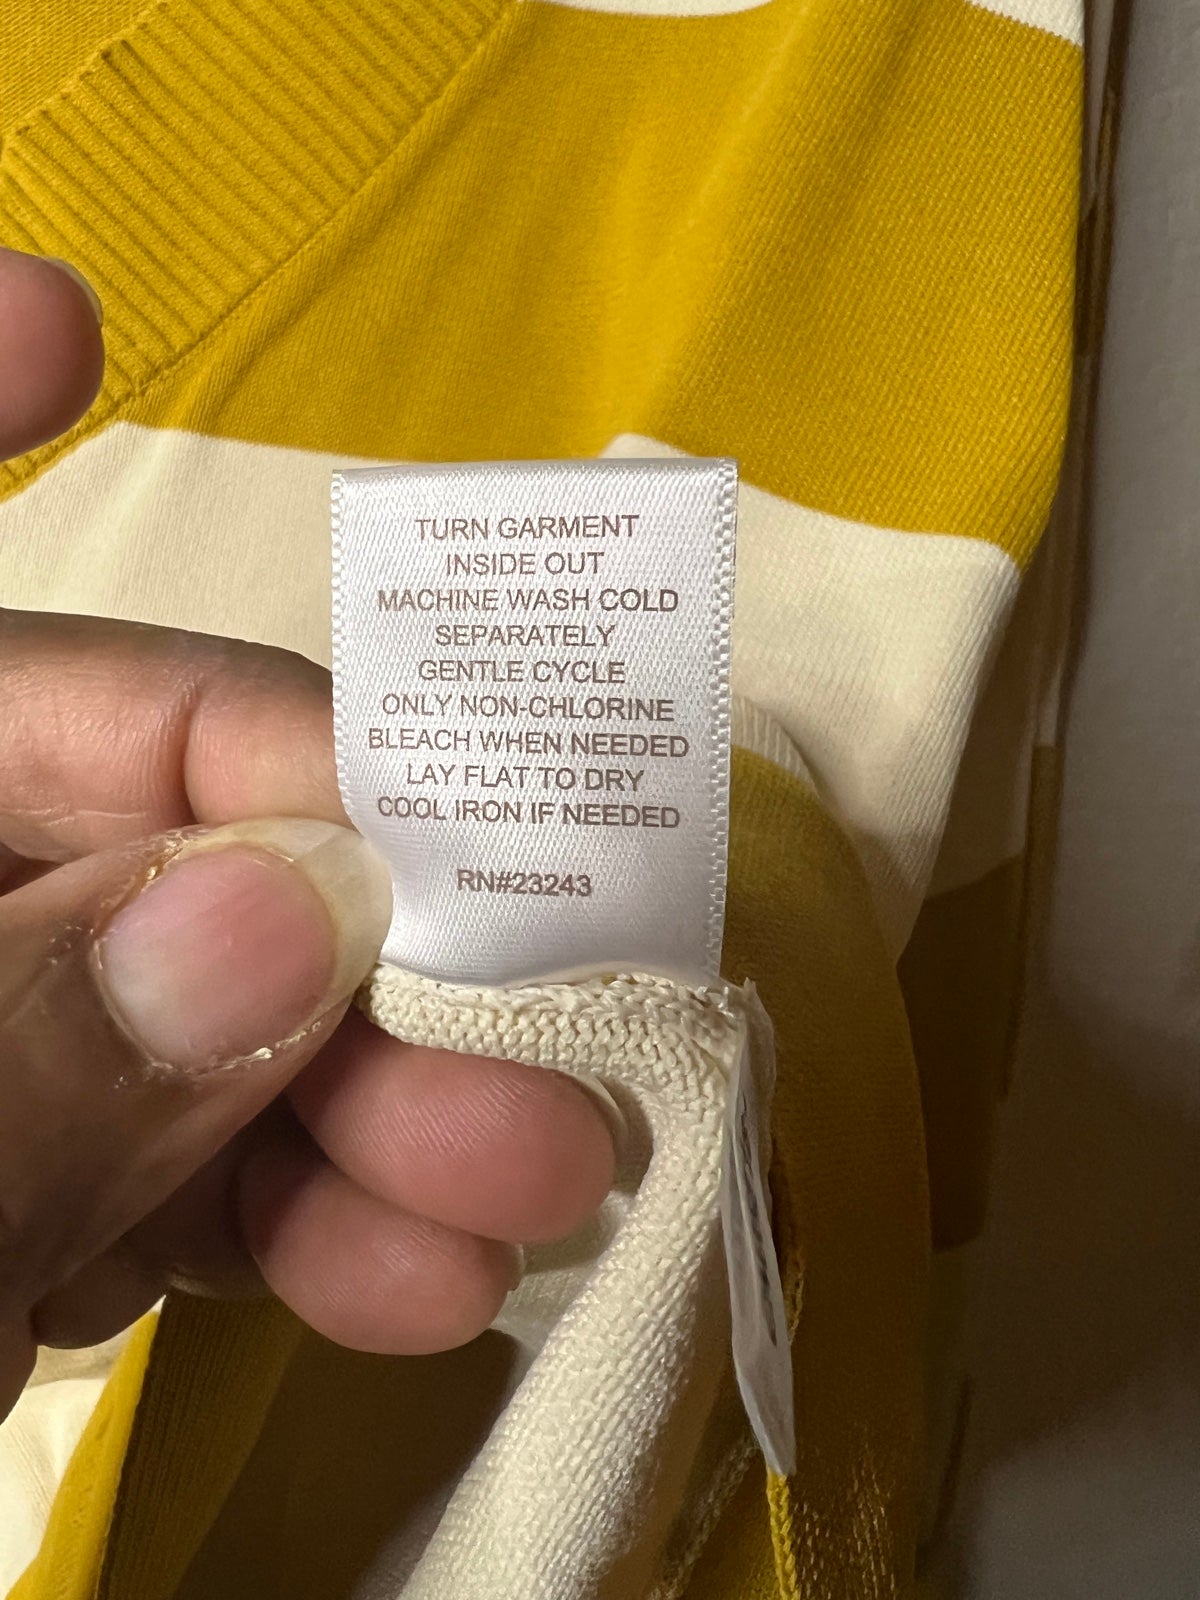 TURN GARMENT
INSIDE OUT
MACHINE WASH COLD
SEPARATELY
GENTLE CYCLE
ONLY NON-CHLORINE
BLEACH WHEN NEEDED
LAY FLAT TO DRY
COOL IRON IF NEEDED
RN#23243